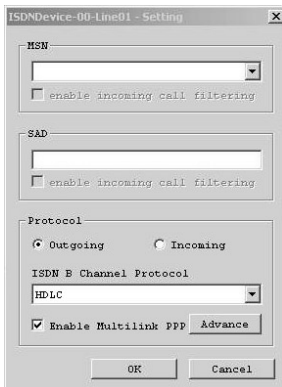 ISDNDevice-00-Line01 - Setting
MSN
enable incoming call filtering
SAD
enable incoming call filtering
Protocol
Outgoing Incoming
ISDN B Channel Protocol
HDLC
Enable Multilink PPP Advance
OK Cancel